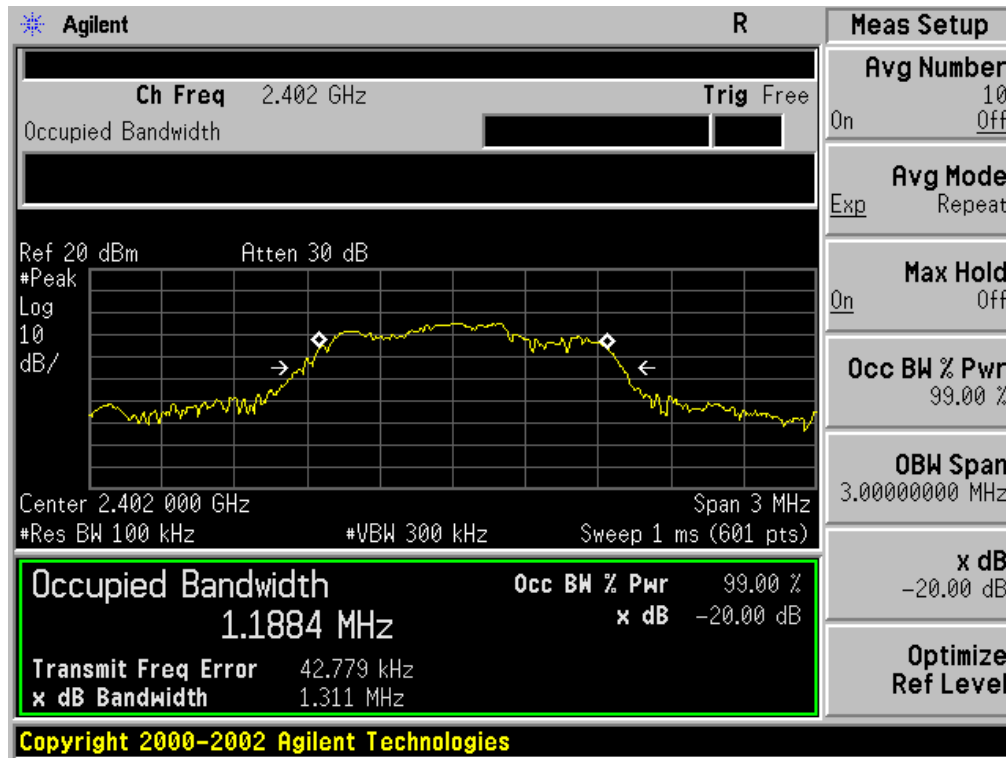 Agilent R Meas Setup
Ch Freq 2.402 GHz Trig Free
Occupied Bandwidth
Ref 20 dBm Atten 30 dB
#Peak
Log
10
dB/
Center 2.402 000 GHz Span 3 MHz
#Res BW 100 kHz #VBW 300 kHz Sweep 1 ms (601 pts)
Occupied Bandwidth Occ BW % Pwr 99.00 %
1.1884 MHz x dB -20.00 dB
Transmit Freq Error 42.779 kHz
x dB Bandwidth 1.311 MHz
Copyright 2000-2002 Agilent Technologies
Avg Number
10
On Off
Avg Mode
Exp Repeat
Max Hold
On Off
Occ BW % Pwr
99.00 %
OBW Span
3.00000000 MHz
x dB
-20.00 dB
Optimize
Ref Level